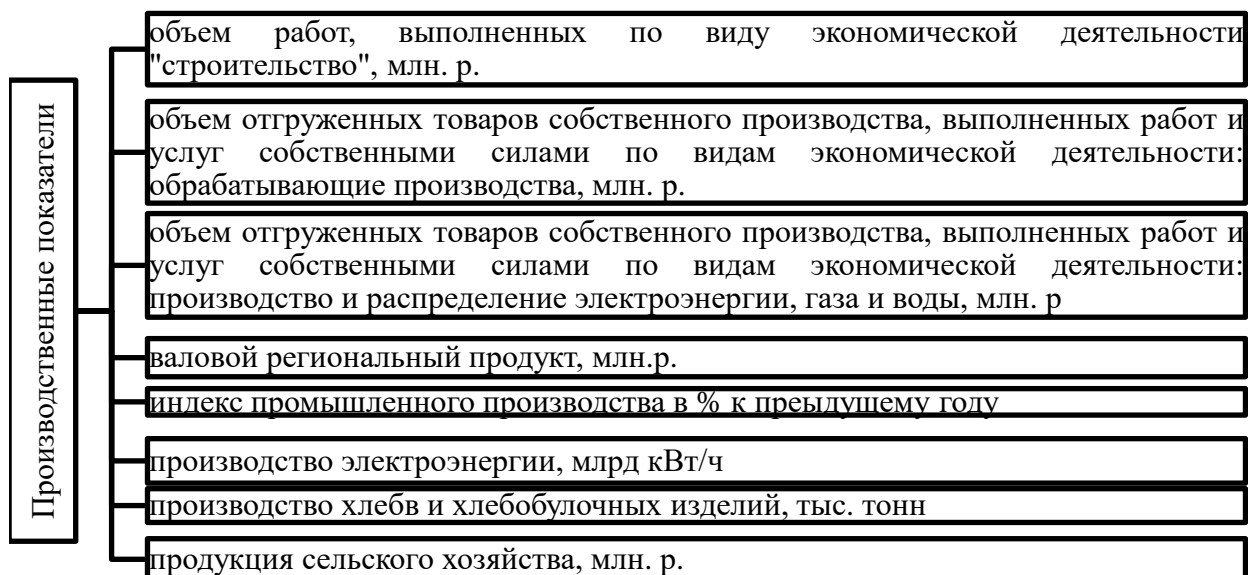 Производственные показатели
объем работ, выполненных по виду экономической деятельности
"строительство", млн. р.
объем отгруженных товаров собственного производства, выполненных работ и
услуг собственными силами по видам экономической деятельности:
обрабатывающие производства, млн. р.
объем отгруженных товаров собственного производства, выполненных работ и
услуг собственными силами по видам экономической деятельности:
производство и распределение электроэнергии, газа и воды, млн. р
валовой региональный продукт, млн.р.
индекс промышленного производства в % к преыдущему году
производство электроэнергии, млрд кВт/ч
производство хлебв и хлебобулочных изделий, тыс. тонн
продукция сельского хозяйства, млн. р.